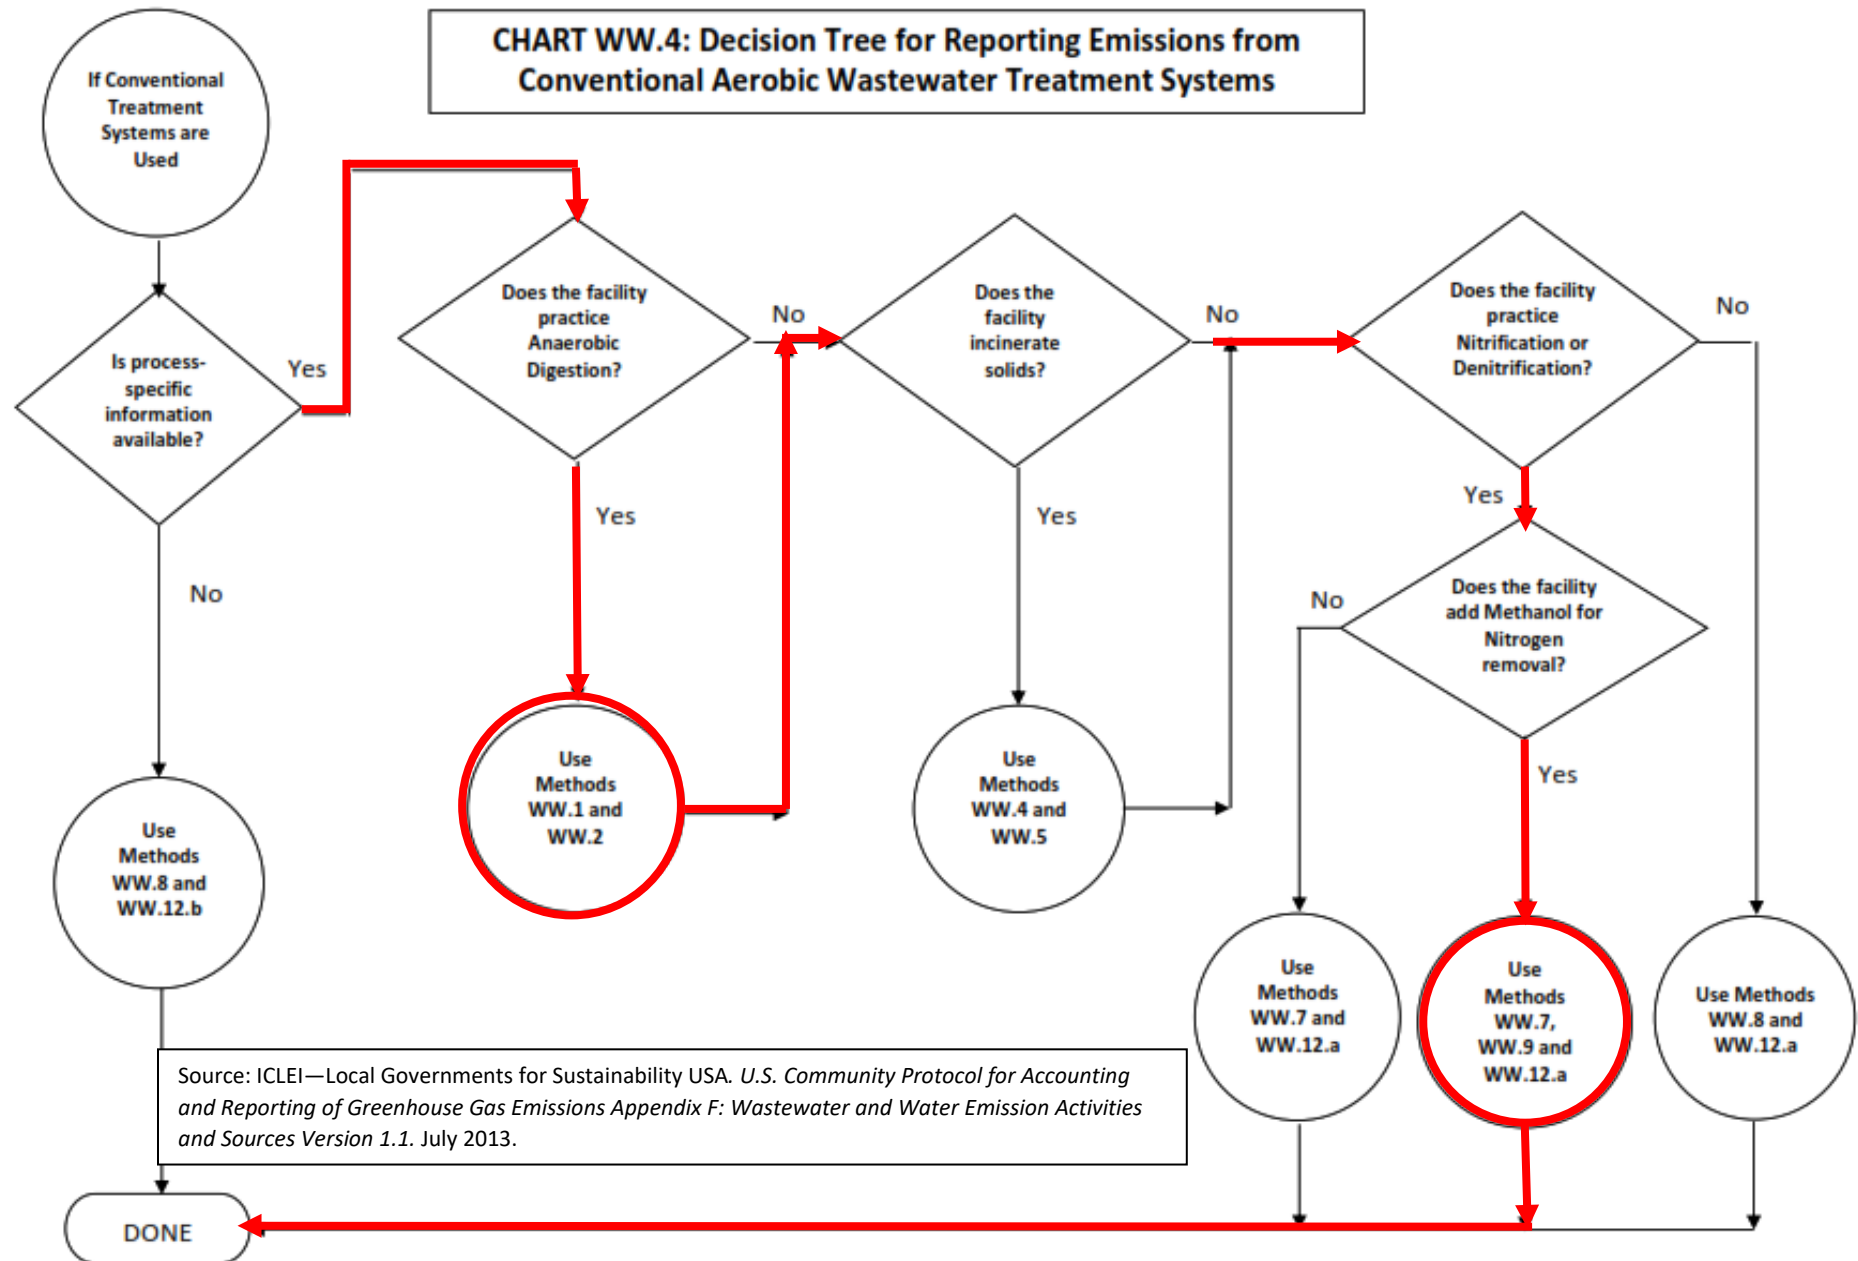 CHART WW.4: Decision Tree for Reporting Emissions from
Conventional Aerobic Wastewater Treatment Systems
If Conventional
Treatment
Systems are
Used
Is process-
specific
information
available?
Yes
No
Use
Methods
WW.8 and
WW.12.b
Does the facility
practice
Anaerobic
Digestion?
No
Yes
Use
Methods
WW.1 and
WW.2
Does the
facility
incinerate
solids?
No
Yes
Use
Methods
WW.4 and
WW.5
Does the facility
practice
Nitrification or
Denitrification?
No
Yes
Does the facility
add Methanol for
Nitrogen
removal?
No
Yes
Use
Methods
WW.7 and
WW.12.a
Use
Methods
WW.7,
WW.9 and
WW.12.a
Use Methods
WW.8 and
WW.12.a
Source: ICLEI—Local Governments for Sustainability USA. U.S. Community Protocol for Accounting
and Reporting of Greenhouse Gas Emissions Appendix F: Wastewater and Water Emission Activities
and Sources Version 1.1. July 2013.
DONE